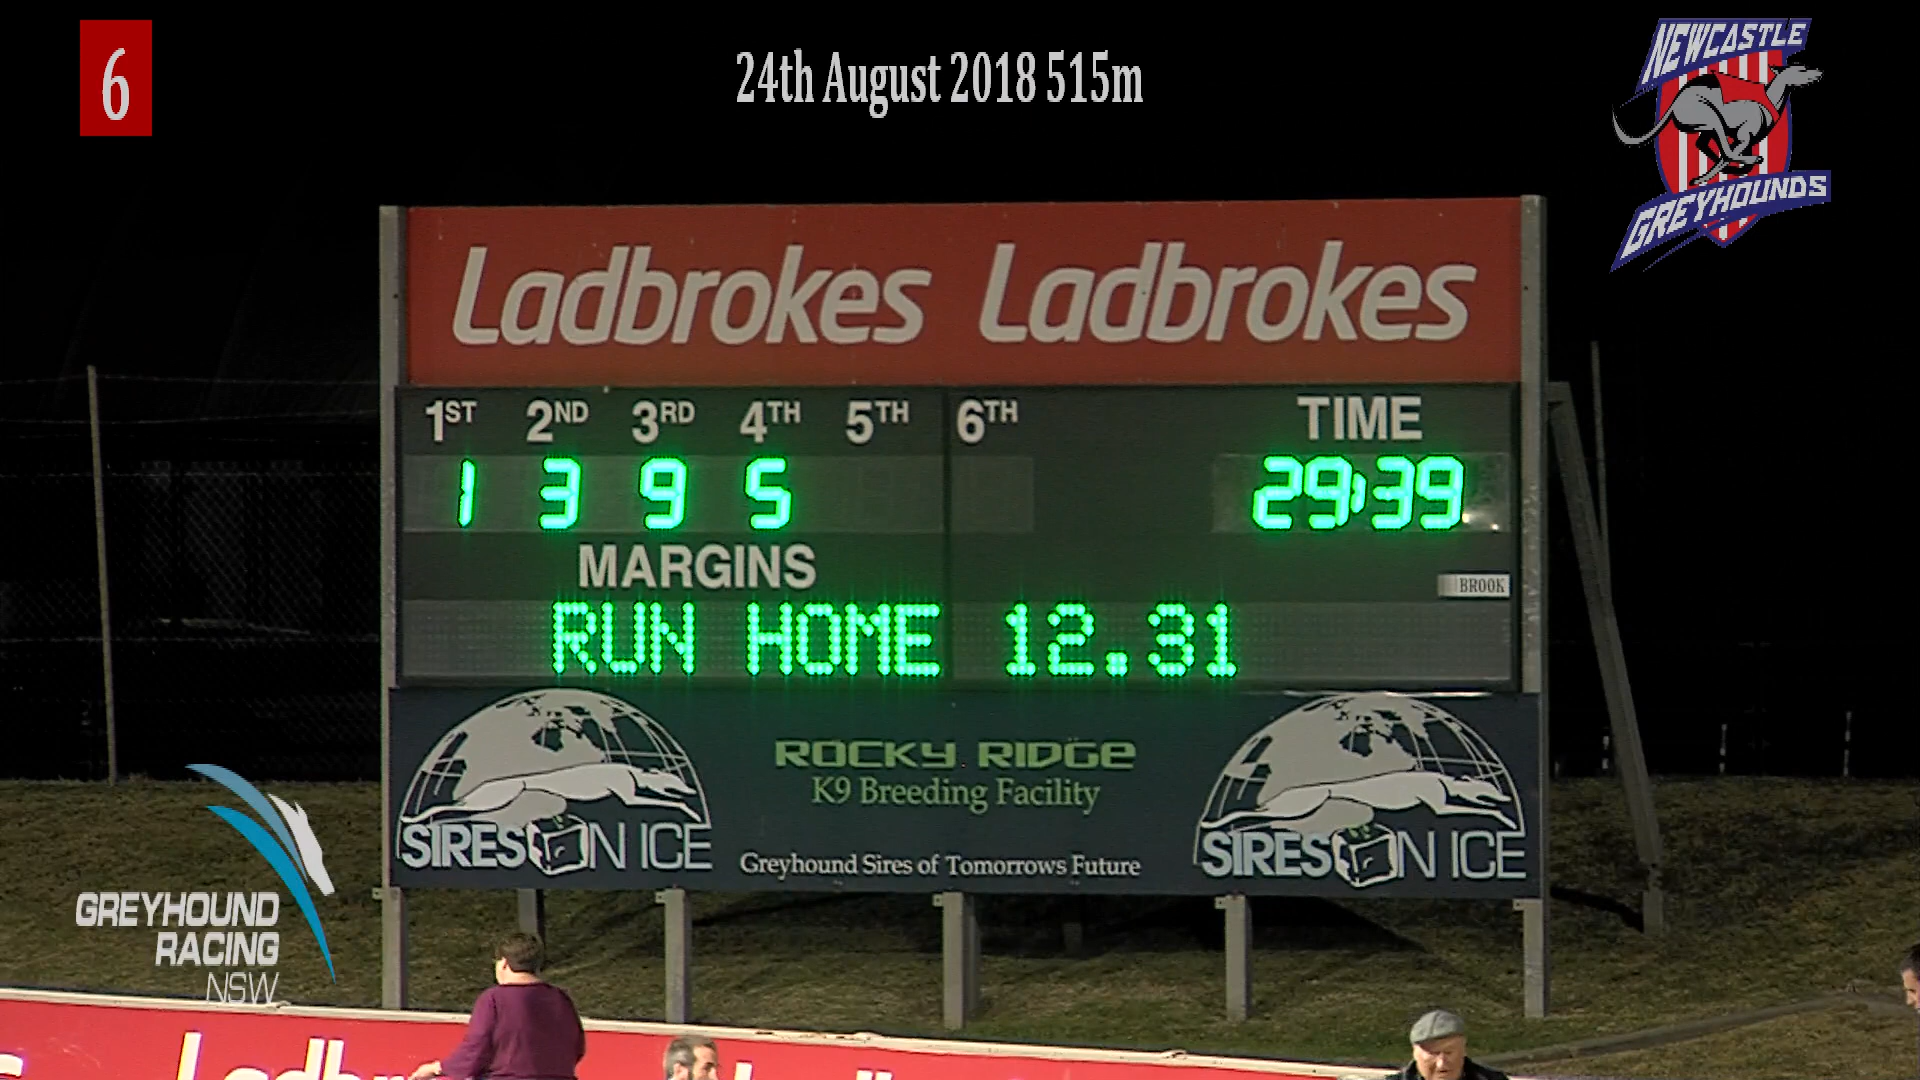 6
24th August 2018 515m
NEWCASTLE
GREYHOUNDS
Ladbrokes Ladbrokes
1ST 2ND 3RD 4TH 5TH 6TH TIME
1 3 9 5 29:39
MARGINS
BROOK
RUN HOME 12.31
ROCKY RIDGE
K9 Breeding Facility
SIRES ON ICE
SIRES ON ICE
Greyhound Sires of Tomorrows Future
GREYHOUND
RACING
NSW
Ladbr